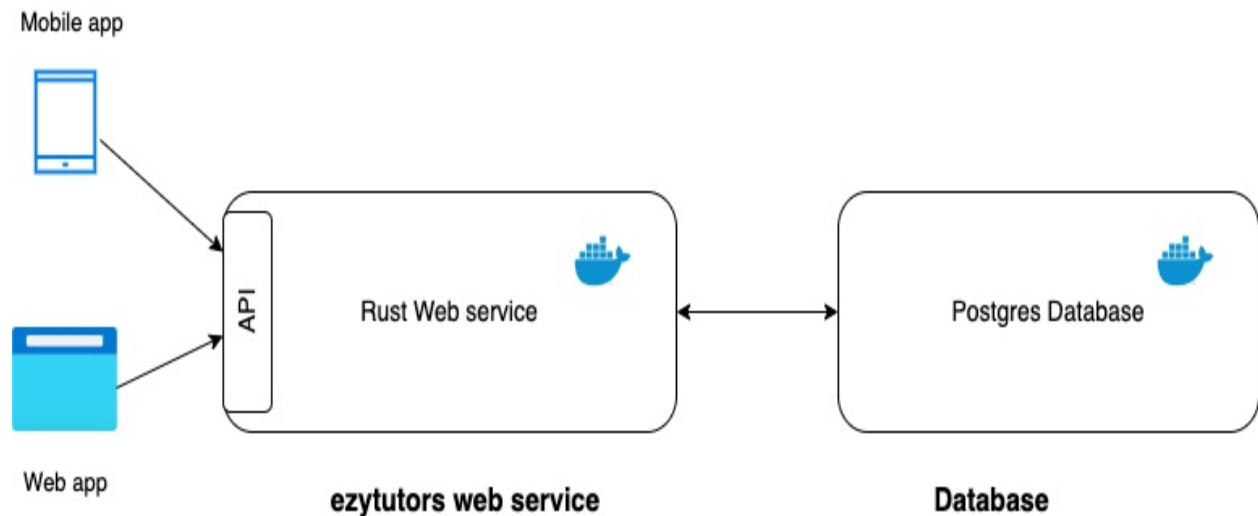 Mobile app
API
Rust Web service
Postgres Database
Web app
ezytutors web service
Database